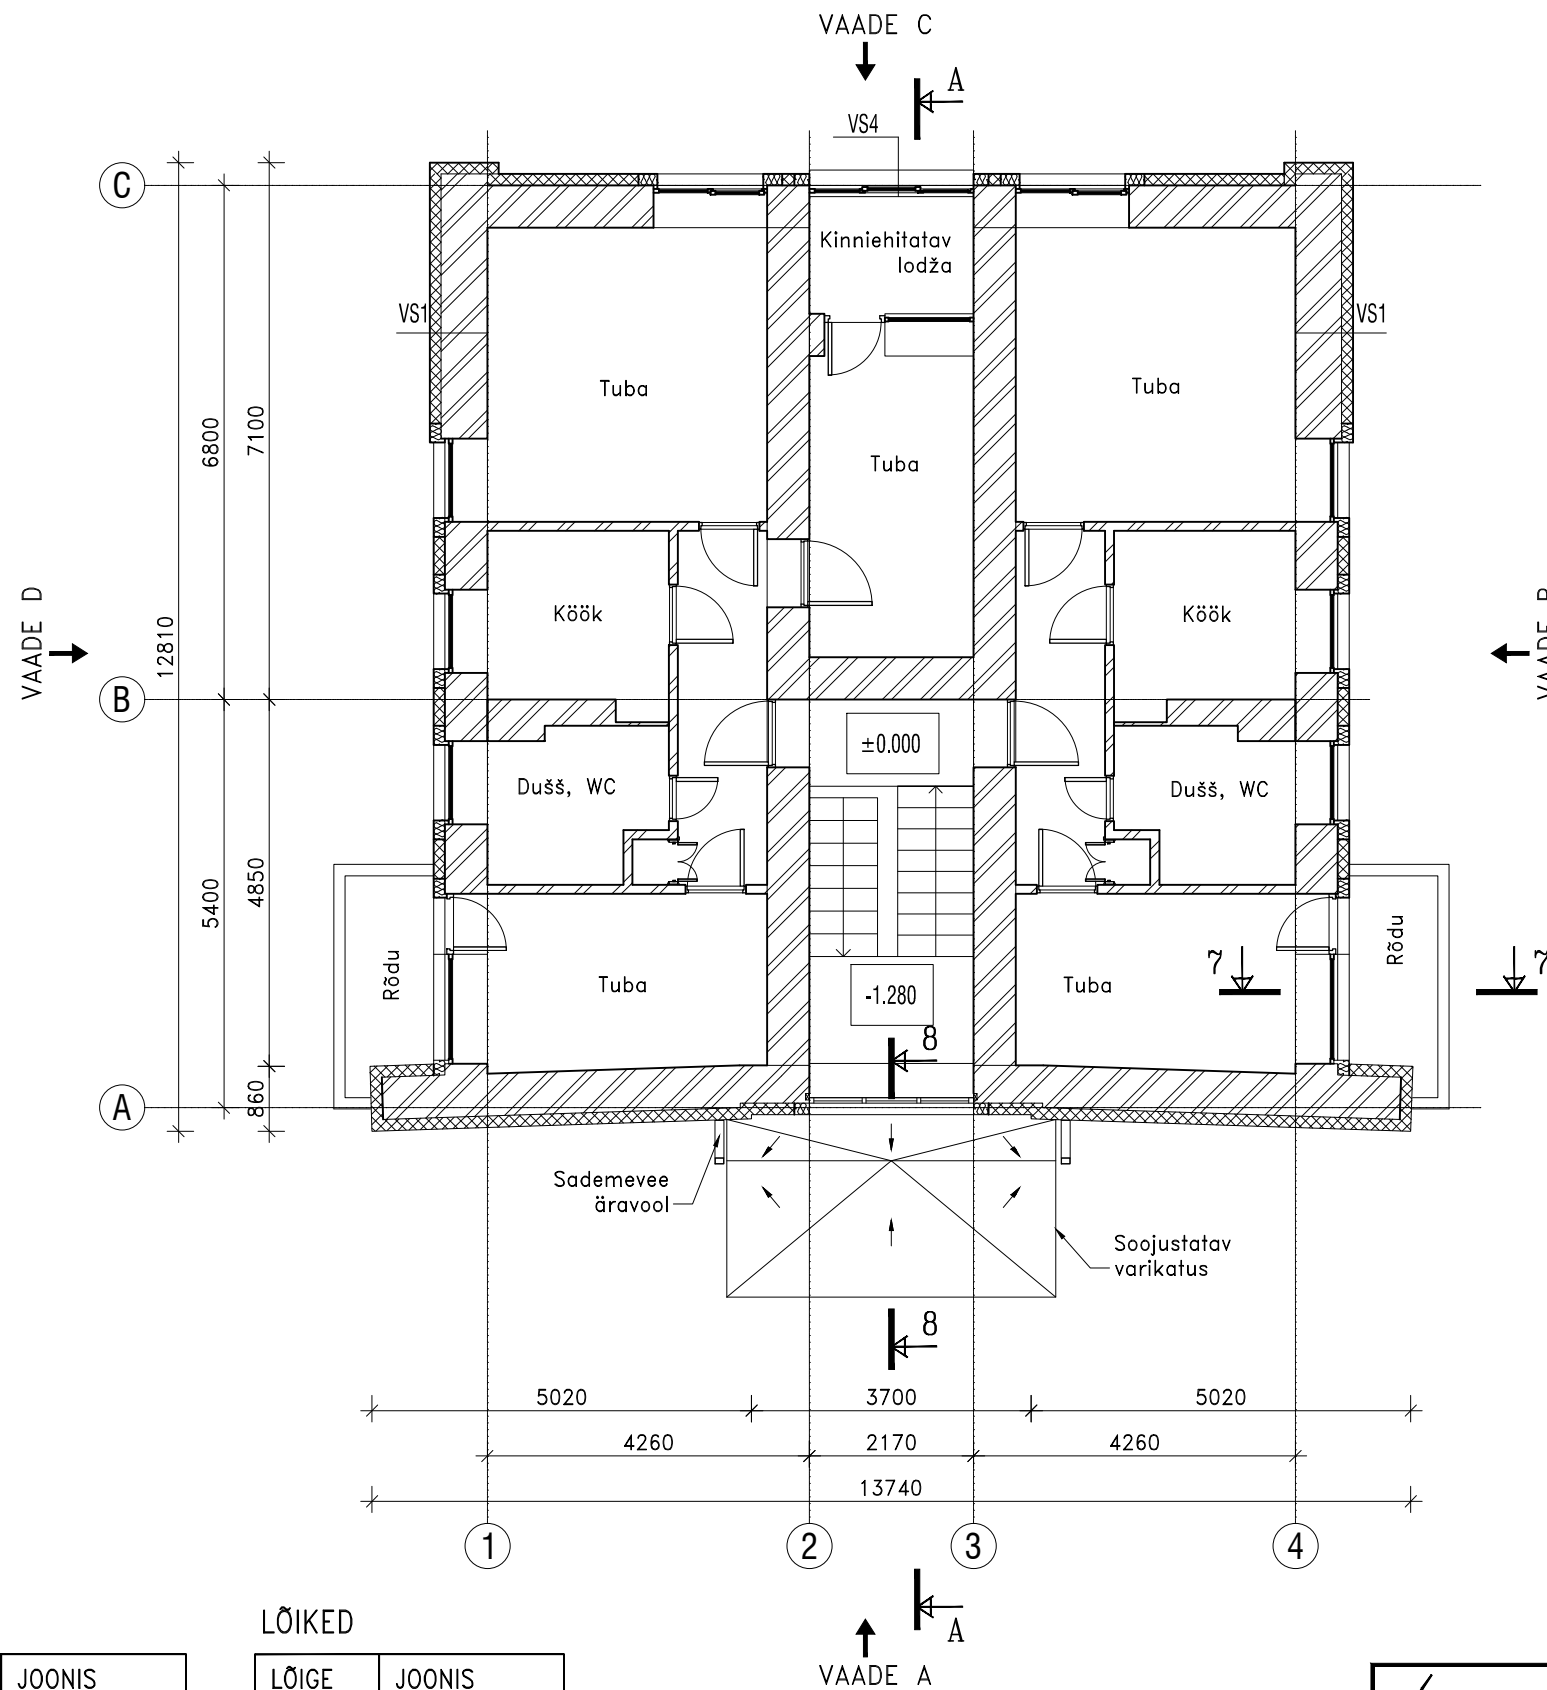 VAADE C
A
VS4
C
Kinniehitatav
lodža
VS1
VS1
Tuba
Tuba
6800
7100
Tuba
VAADE D
12810
Köök
Köök
B
±0.000
Dušš, WC
Dušš, WC
5400
4850
Rõdu
Tuba
-1.280
Tuba
7
Rõdu
7
8
860
A
Sademevee
äravool
Soojustatav
varikatus
8
5020
3700
5020
4260
2170
4260
13740
1
2
3
4
A
LÕIKED
VAADE A
JOONIS
LÕIGE
JOONIS